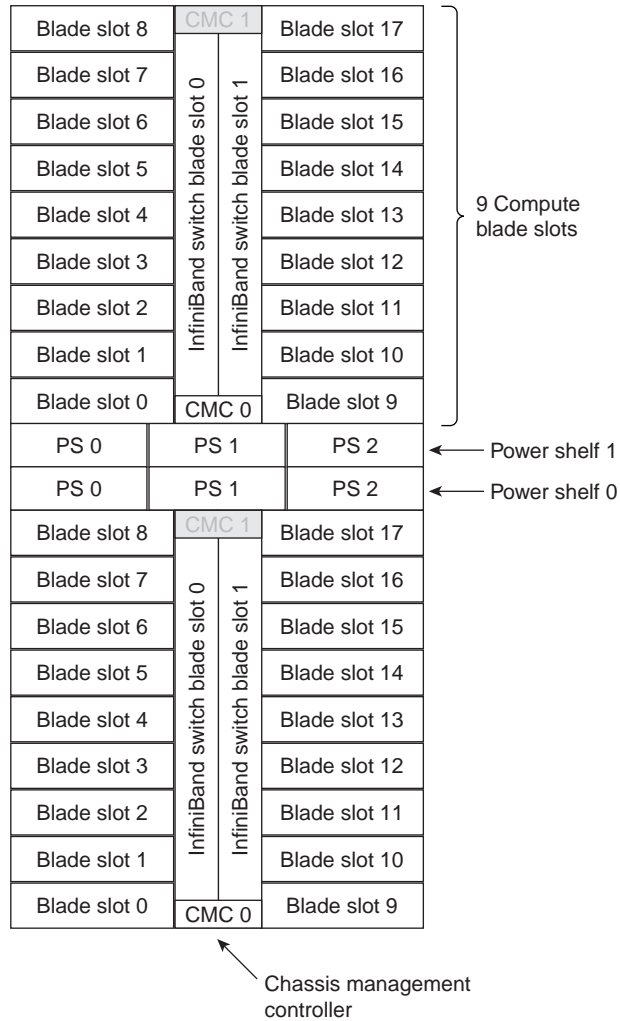 Blade slot 8 CMC 1 Blade slot 17
Blade slot 7 Blade slot 16
Blade slot 6 Blade slot 15
Blade slot 5 Blade slot 14
Blade slot 4 Blade slot 13
Blade slot 3 Blade slot 12
Blade slot 2 Blade slot 11
Blade slot 1 Blade slot 10
Blade slot 0 CMC 0 Blade slot 9
InfiniBand switch blade slot 0
InfiniBand switch blade slot 1
9 Compute
blade slots
PS 0 PS 1 PS 2 Power shelf 1
PS 0 PS 1 PS 2 Power shelf 0
Blade slot 8 CMC 1 Blade slot 17
Blade slot 7 Blade slot 16
Blade slot 6 Blade slot 15
Blade slot 5 Blade slot 14
Blade slot 4 Blade slot 13
Blade slot 3 Blade slot 12
Blade slot 2 Blade slot 11
Blade slot 1 Blade slot 10
Blade slot 0 CMC 0 Blade slot 9
InfiniBand switch blade slot 0
InfiniBand switch blade slot 1
Chassis management
controller